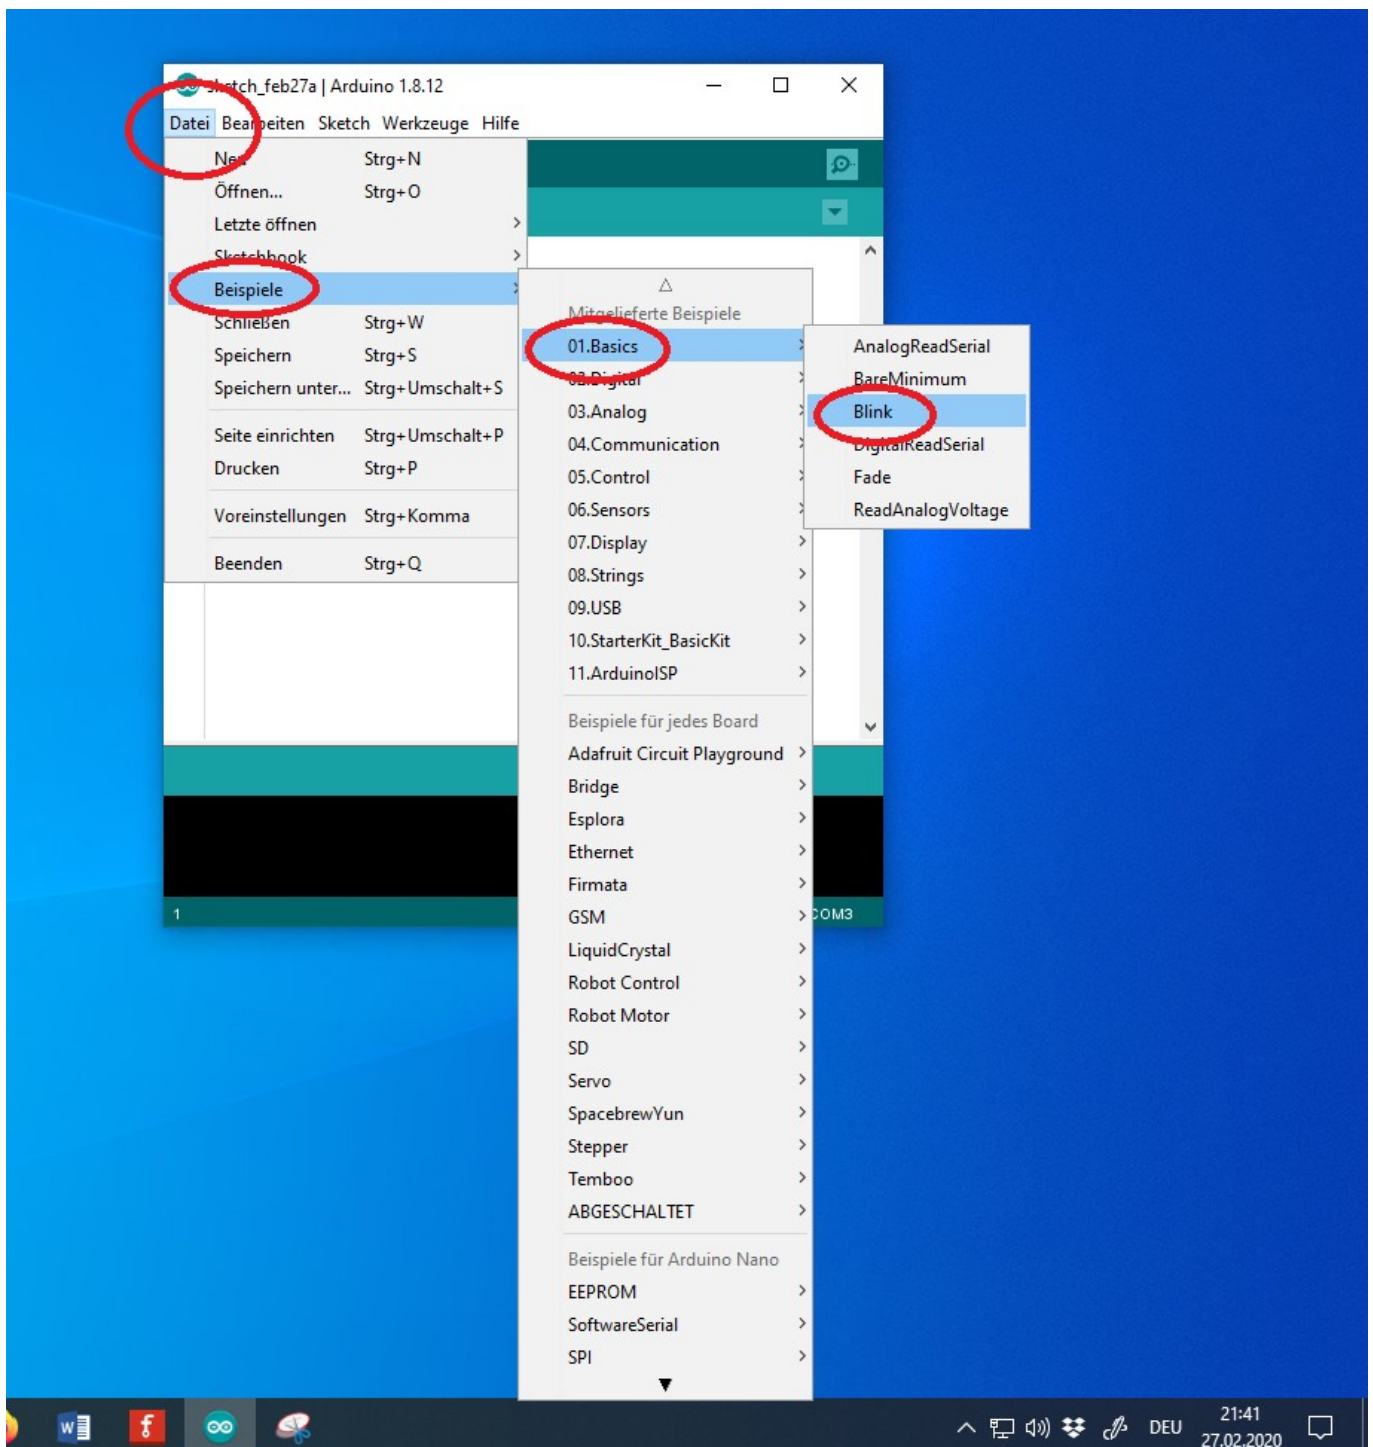 sketch_feb27a | Arduino 1.8.12
Datei Bearbeiten Sketch Werkzeuge Hilfe
Neu Strg+N
Öffnen... Strg+O
Letzte öffnen
Sketchbook
Beispiele
Schließen Strg+W
Speichern Strg+S
Speichern unter... Strg+Umschalt+S
Seite einrichten Strg+Umschalt+P
Drucken Strg+P
Voreinstellungen Strg+Komma
Beenden Strg+Q
Mitgelieferte Beispiele
01.Basics
02.Digital
03.Analog
04.Communication
05.Control
06.Sensors
07.Display
08.Strings
09.USB
10.StarterKit_BasicKit
11.ArduinoISP
Beispiele für jedes Board
Adafruit Circuit Playground
Bridge
Esplora
Ethernet
Firmata
GSM
LiquidCrystal
Robot Control
Robot Motor
SD
Servo
SpacebrewYun
Stepper
Temboo
ABGESCHALTET
Beispiele für Arduino Nano
EEPROM
SoftwareSerial
SPI
AnalogReadSerial
BareMinimum
Blink
DigitalReadSerial
Fade
ReadAnalogVoltage
1 COM3
DEU
21:41
27.02.2020